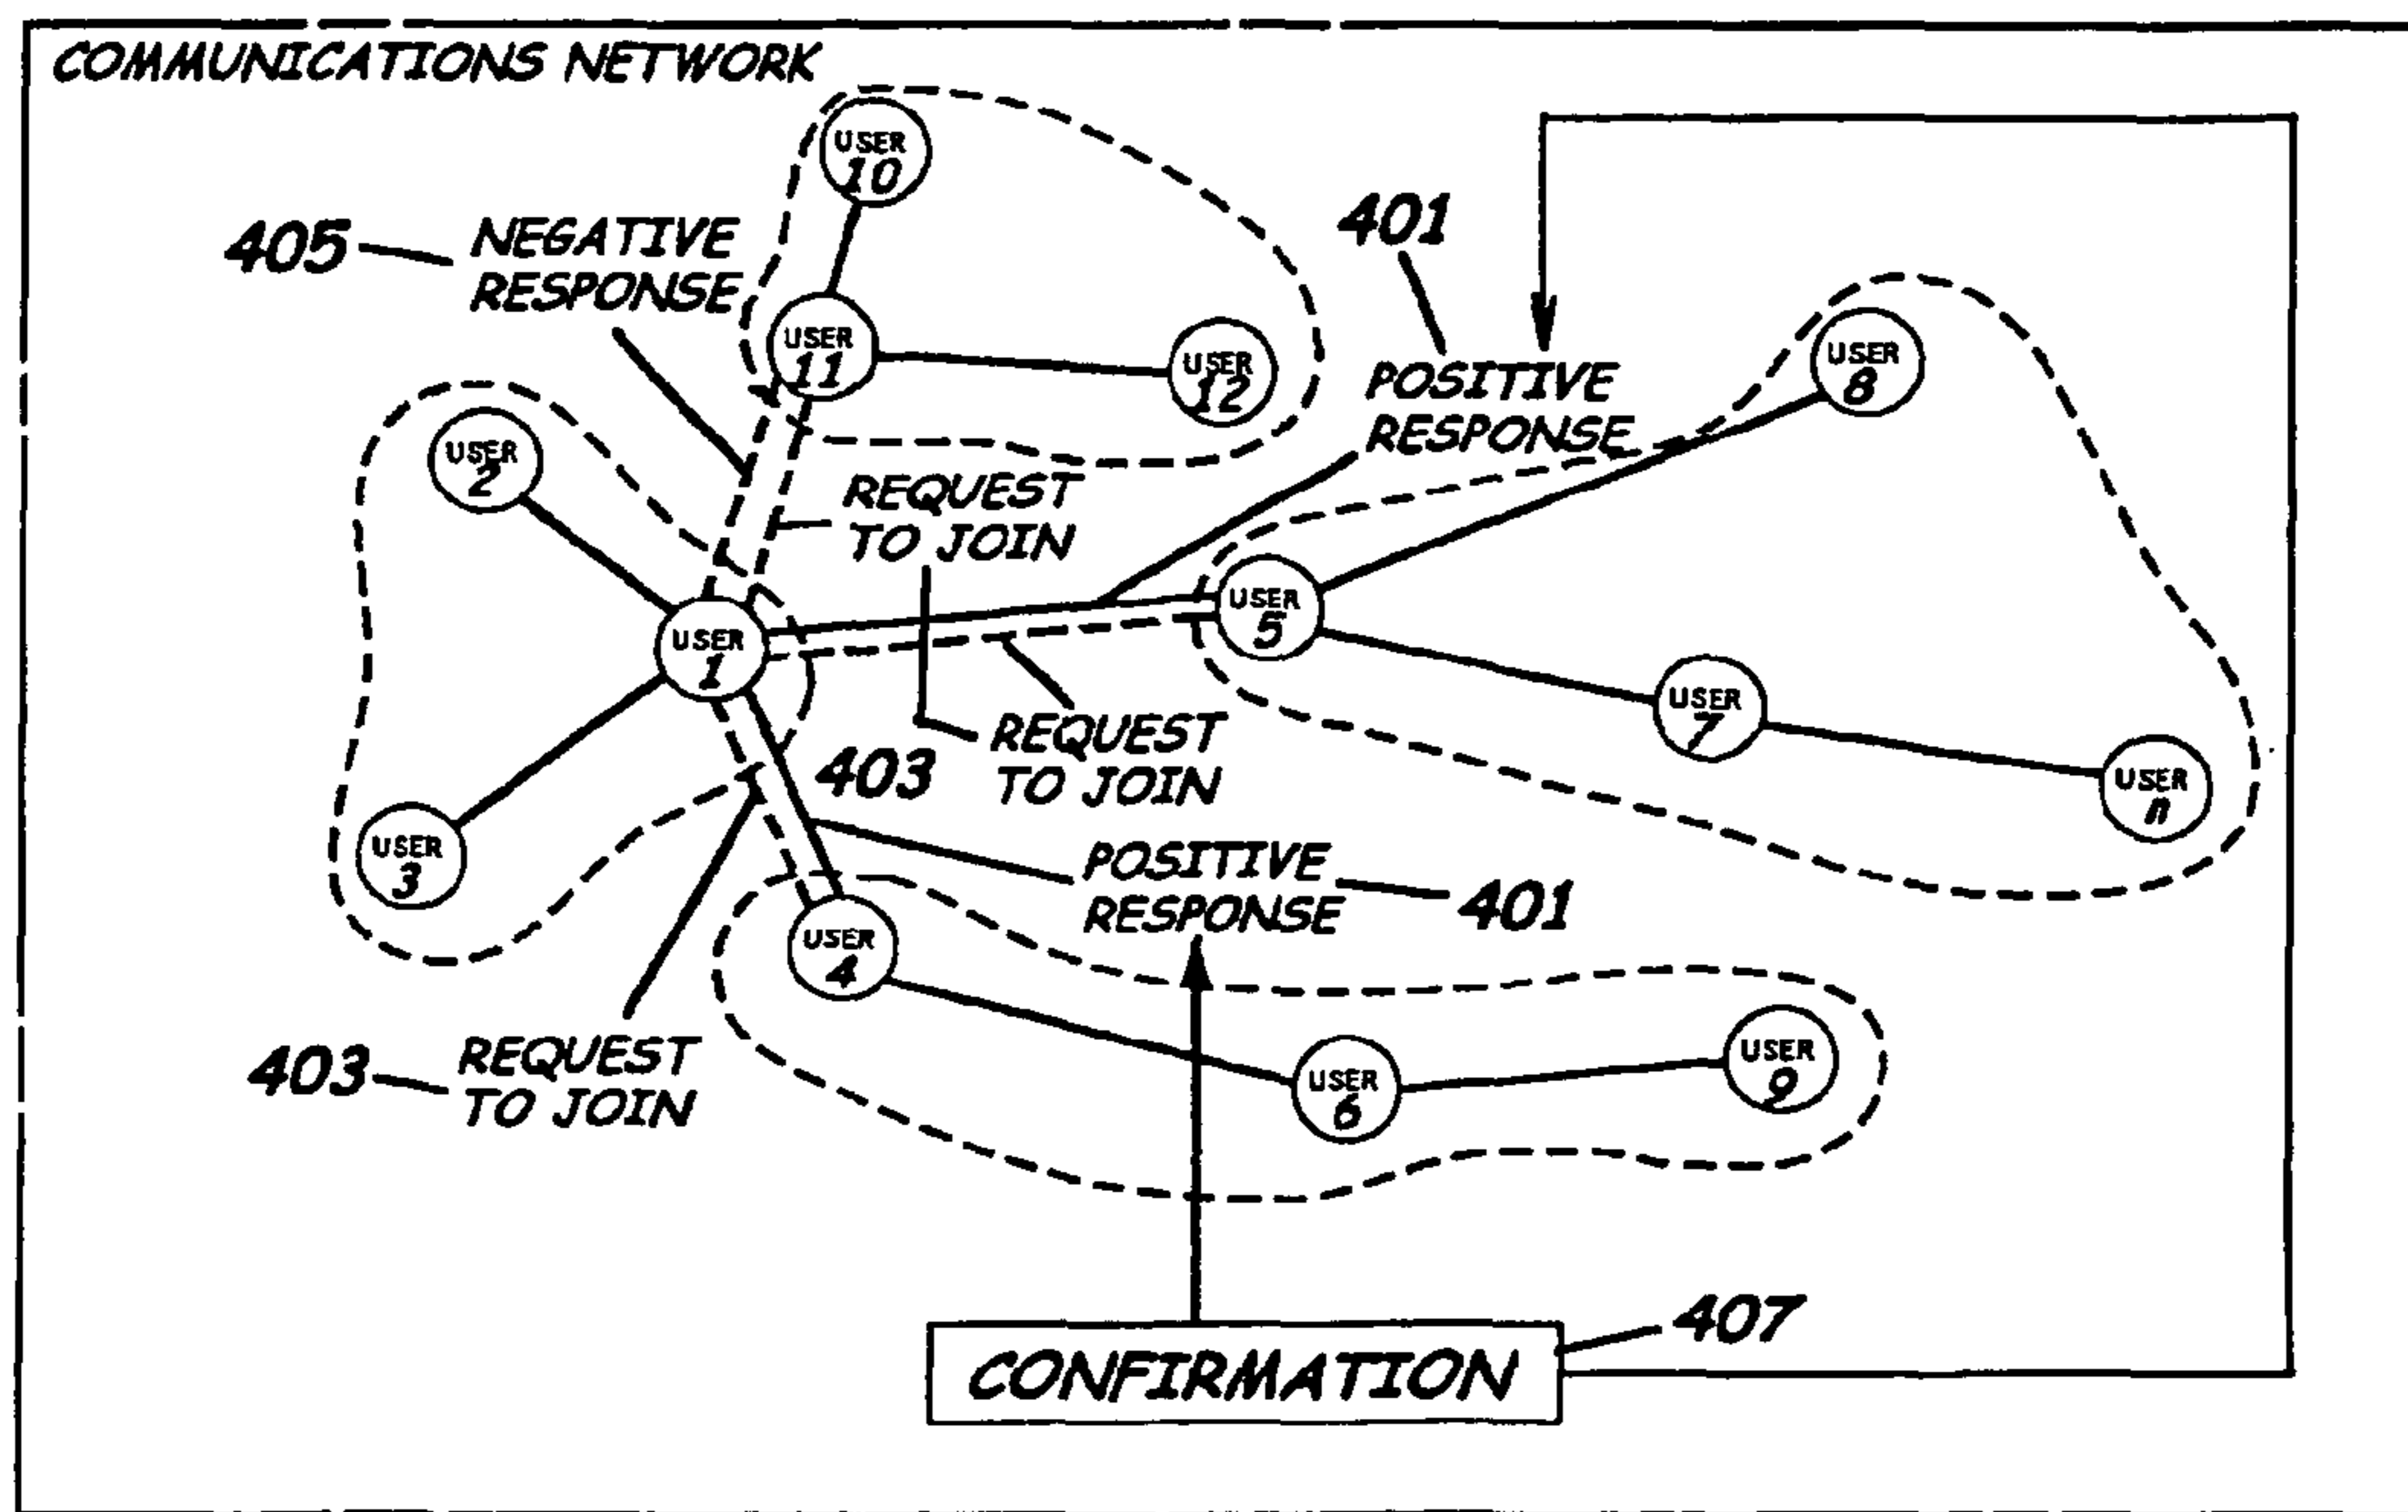 COMMUNICATIONS NETWORK
USER
10
405
NEGATIVE
RESPONSE
401
USER
11
USER
12
POSITIVE
RESPONSE
USER
8
USER
2
REQUEST
TO JOIN
USER
1
USER
5
USER
7
403
REQUEST
TO JOIN
USER
n
USER
3
POSITIVE
RESPONSE
401
USER
4
403
REQUEST
TO JOIN
USER
6
USER
9
407
CONFIRMATION